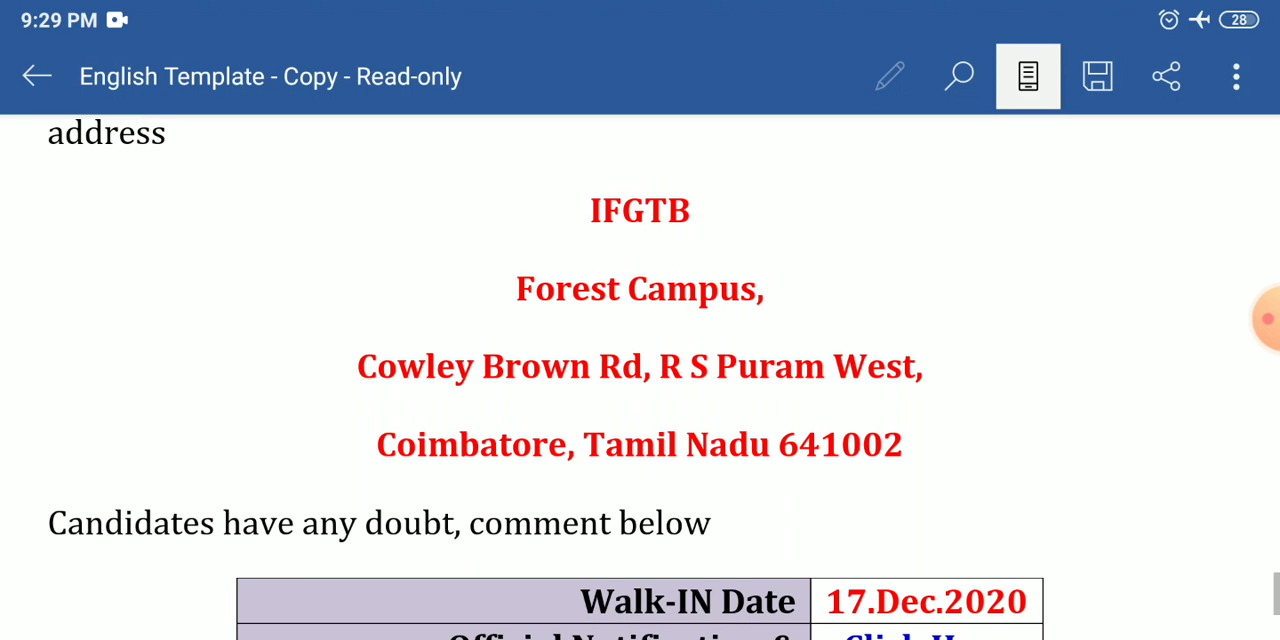 9:29 PM 28
English Template - Copy - Read-only
address
IFGTB
Forest Campus,
Cowley Brown Rd, R S Puram West,
Coimbatore, Tamil Nadu 641002
Candidates have any doubt, comment below
Walk-IN Date 17.Dec.2020